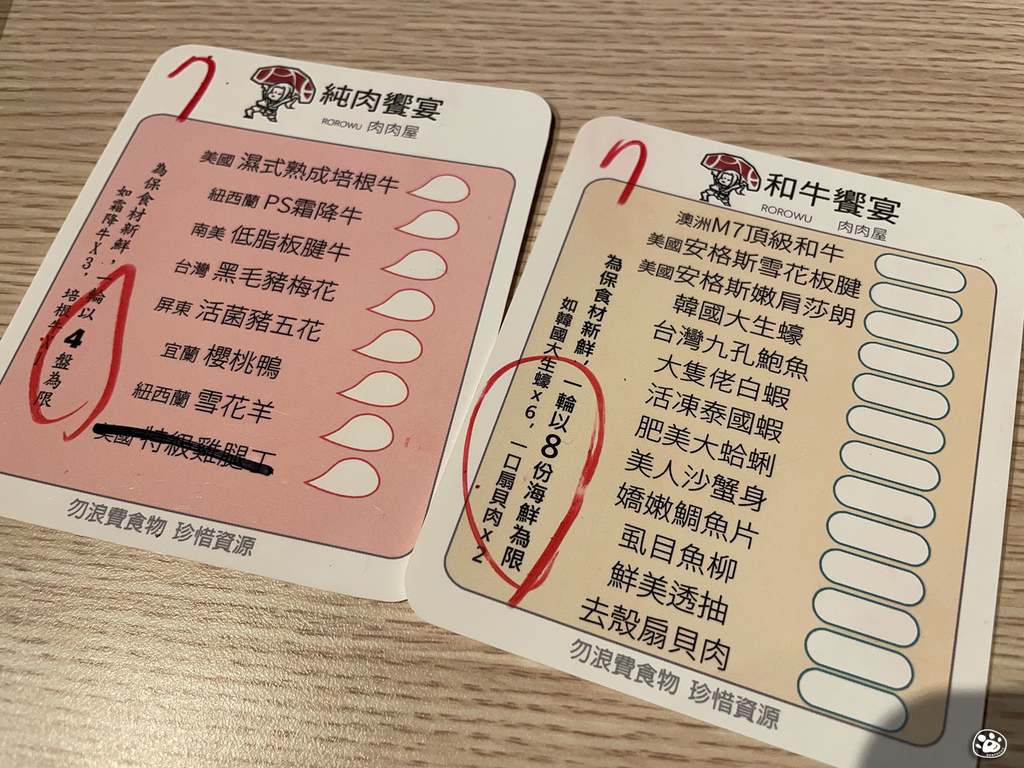 7
純肉饗宴
ROROWU 肉肉屋
美國 濕式熟成培根牛
紐西蘭 PS霜降牛
南美 低脂板腱牛
台灣 黑毛豬梅花
屏東 活菌豬五花
宜蘭 櫻桃鴨
紐西蘭 雪花羊
美國 特級雞腿丁
為保食材新鮮，一輪以4盤為限
如霜降牛X3，培根牛X1
勿浪費食物 珍惜資源
7
和牛饗宴
ROROWU 肉肉屋
澳洲M7頂級和牛
美國安格斯雪花板腱
美國安格斯嫩肩莎朗
韓國大生蠔
台灣九孔鮑魚
大隻佬白蝦
活凍泰國蝦
肥美大蛤蜊
美人沙蟹身
嬌嫩鯛魚片
虱目魚柳
鮮美透抽
去殼扇貝肉
為保食材新鮮，一輪以8份海鮮為限
如韓國大生蠔x6，一口扇貝肉x2
勿浪費食物 珍惜資源